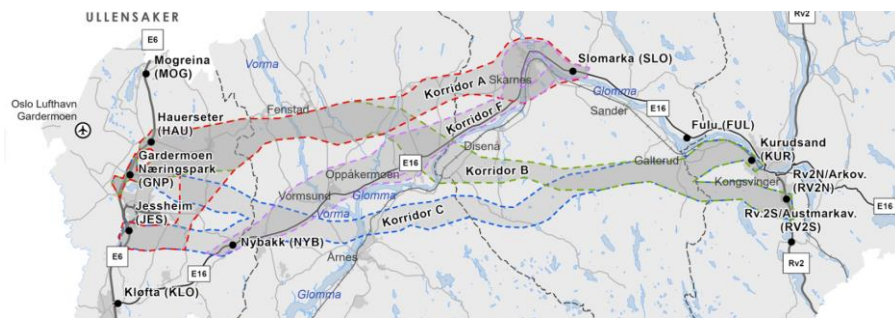 ULLENSAKER
E6
Mogreina
(MOG)
Oslo Lufthavn
Gardermoen
Hauerseter
(HAU)
Gardermoen
Næringspark
(GNP)
Jessheim
(JES)
E6
Kløfta (KLO)
E16
Nybakk (NYB)
Vorma
Fenstad
Korridor A
Skarnes
Slomarka (SLO)
Glomma
Sander
E16
Fulu (FUL)
Rv2
Kurudsand
(KUR)
Korridor F
Disena
E16
Oppåkermoen
Vormsund
Vorma
Glomma
Korridor B
Galterud
Kongsvinger
Rv2N/Arkov.
(RV2N)
E16
Rv.2S/Austmarkav.
(RV2S)
Rv2
Korridor C
Årnes
Glomma